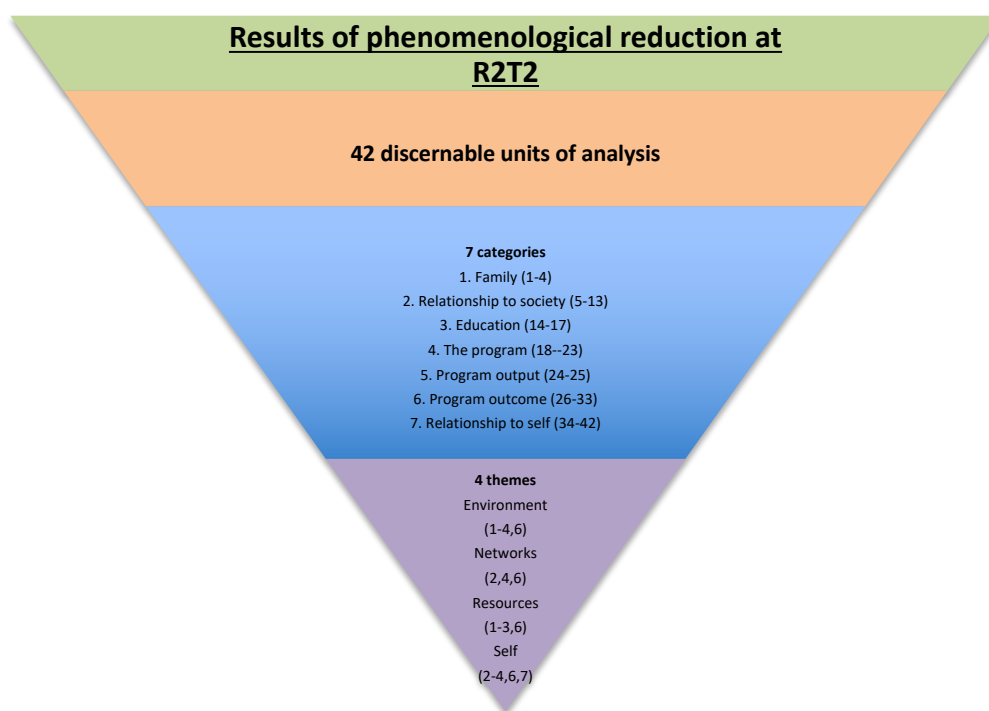 Results of phenomenological reduction at
R2T2
42 discernable units of analysis
7 categories
1. Family (1-4)
2. Relationship to society (5-13)
3. Education (14-17)
4. The program (18--23)
5. Program output (24-25)
6. Program outcome (26-33)
7. Relationship to self (34-42)
4 themes
Environment
(1-4,6)
Networks
(2,4,6)
Resources
(1-3,6)
Self
(2-4,6,7)